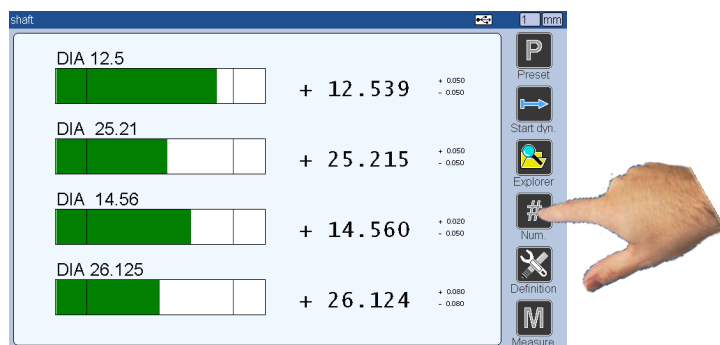 shaft
1 mm
DIA 12.5
+ 12.539
+ 0.050
- 0.050
DIA 25.21
+ 25.215
+ 0.050
- 0.050
DIA 14.56
+ 14.560
+ 0.020
- 0.050
DIA 26.125
+ 26.124
+ 0.080
- 0.080
P
Preset
Start dyn.
Explorer
#
Num.
Definition
M
Measure